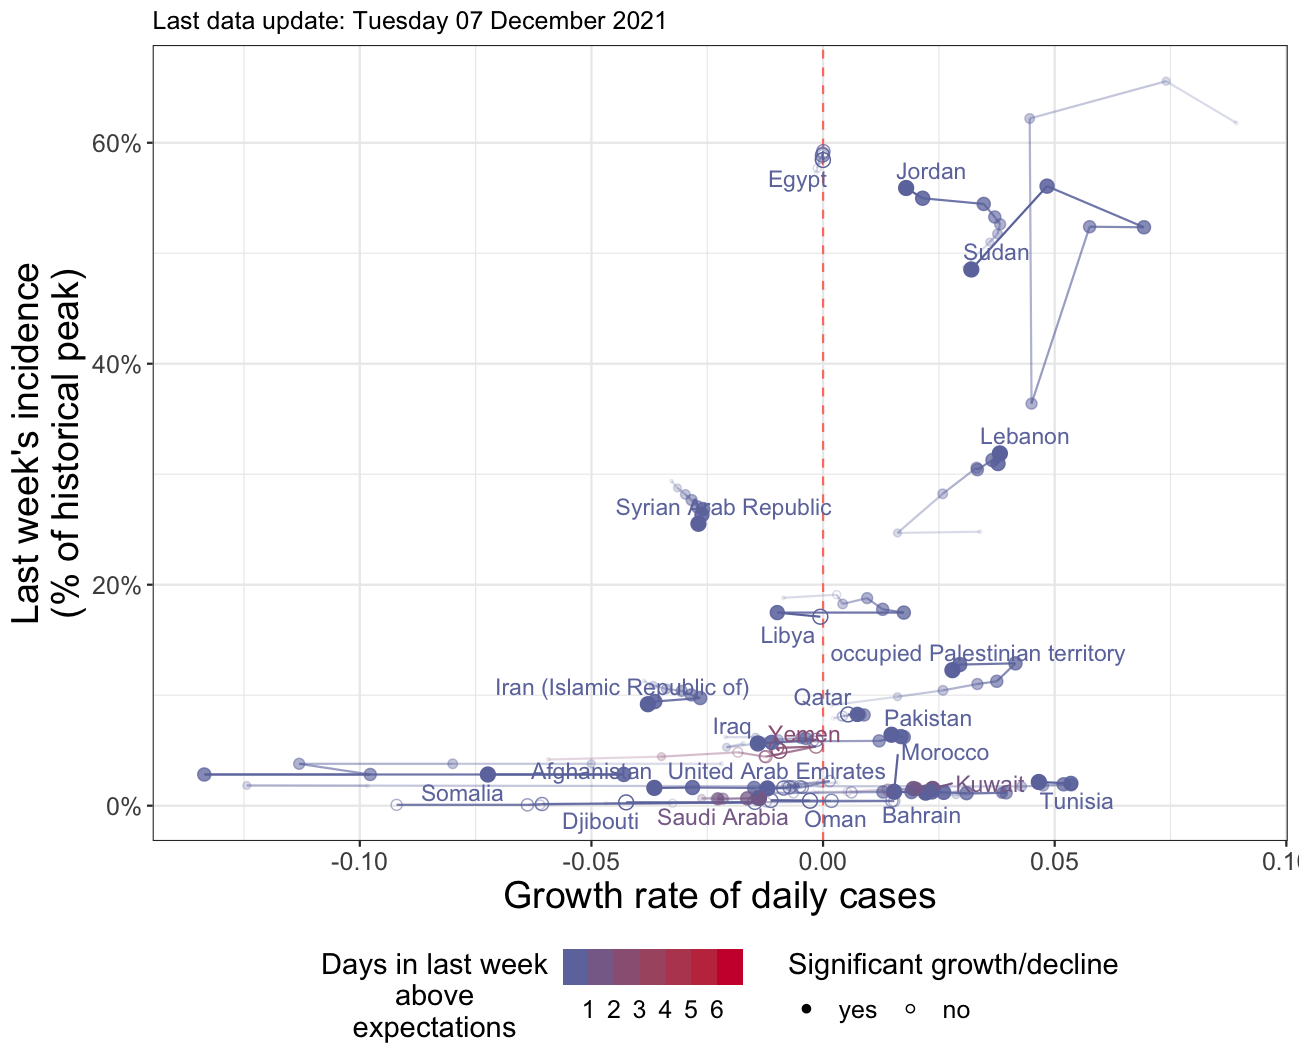 Last data update: Tuesday 07 December 2021
Last week's incidence
(% of historical peak)
60%
40%
20%
0%
Egypt
Jordan
Sudan
Lebanon
Syrian Arab Republic
Libya
occupied Palestinian territory
Iran (Islamic Republic of)
Qatar
Iraq
Yemen
Pakistan
Morocco
Afghanistan
United Arab Emirates
Kuwait
Somalia
Tunisia
Djibouti
Saudi Arabia
Oman
Bahrain
-0.10
-0.05
0.00
0.05
0.10
Growth rate of daily cases
Days in last week
above
expectations
1 2 3 4 5 6
Significant growth/decline
yes
no